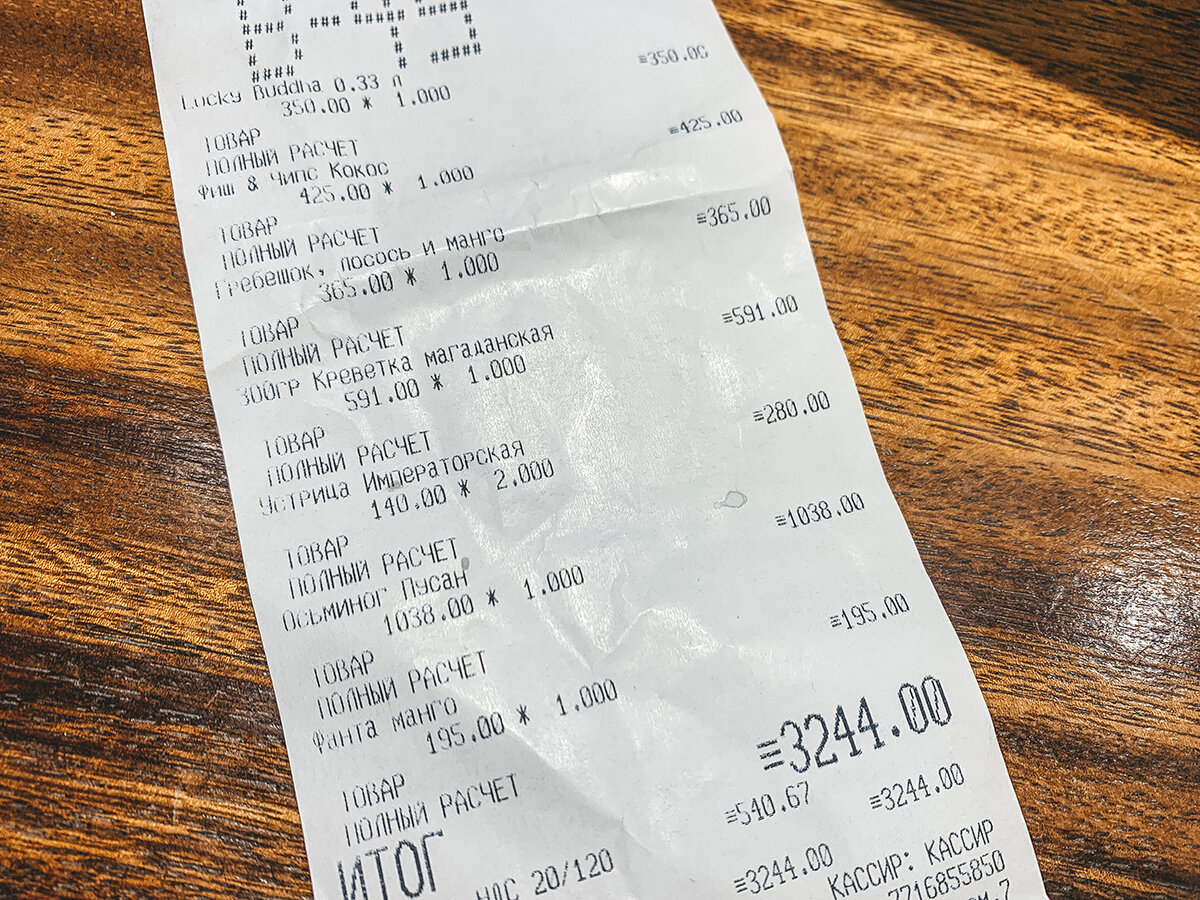 Lucky Buddha 0.33 л
350.00 * 1.000 ≡350.00
ТОВАР
ПОЛНЫЙ РАСЧЕТ
Фиш & Чипс Кокос
425.00 * 1.000 ≡425.00
ТОВАР
ПОЛНЫЙ РАСЧЕТ
Гребешок, лосось и манго
365.00 * 1.000 ≡365.00
ТОВАР
ПОЛНЫЙ РАСЧЕТ
300гр Креветка магаданская
591.00 * 1.000 ≡591.00
ТОВАР
ПОЛНЫЙ РАСЧЕТ
Устрица Императорская
140.00 * 2.000 ≡280.00
ТОВАР
ПОЛНЫЙ РАСЧЕТ
Осьминог Пусан
1038.00 * 1.000 ≡1038.00
ТОВАР
ПОЛНЫЙ РАСЧЕТ
Фанта манго
195.00 * 1.000 ≡195.00
ТОВАР
ПОЛНЫЙ РАСЧЕТ
ИТОГ ≡3244.00
НДС 20/120 ≡540.67
≡3244.00
≡3244.00
КАССИР: КАССИР
7716855850